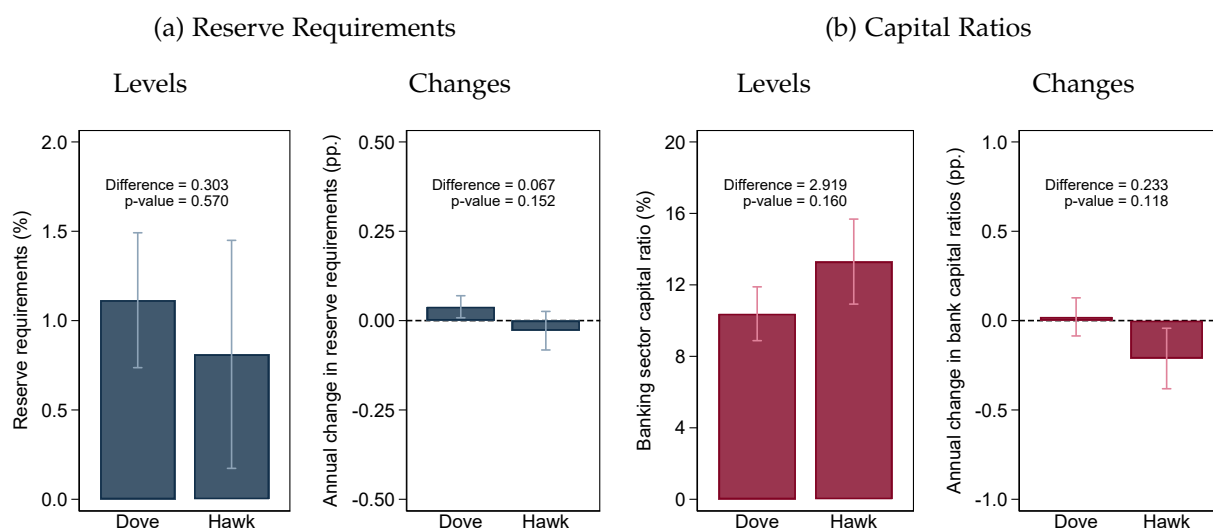 (a) Reserve Requirements
Levels
Reserve requirements (%)
2.0
1.5
1.0
0.5
0.0
Difference = 0.303
p-value = 0.570
Dove Hawk
Changes
Annual change in reserve requirements (pp.)
0.50
0.25
0.00
-0.25
-0.50
Difference = 0.067
p-value = 0.152
Dove Hawk
(b) Capital Ratios
Levels
Banking sector capital ratio (%)
20
16
12
8
4
0
Difference = 2.919
p-value = 0.160
Dove Hawk
Changes
Annual change in bank capital ratios (pp.)
1.0
0.5
0.0
-0.5
-1.0
Difference = 0.233
p-value = 0.118
Dove Hawk